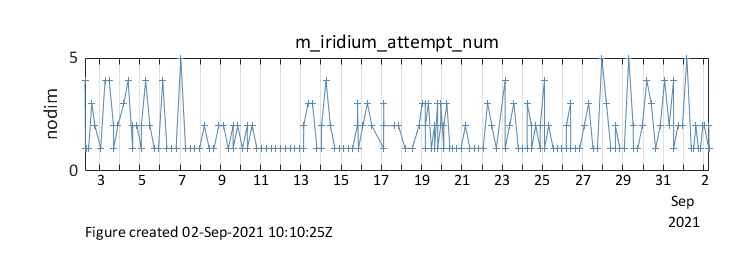 m_iridium_attempt_num
5
nodim
0
3 5 7 9 11 13 15 17 19 21 23 25 27 29 31 2
Sep
2021
Figure created 02-Sep-2021 10:10:25Z